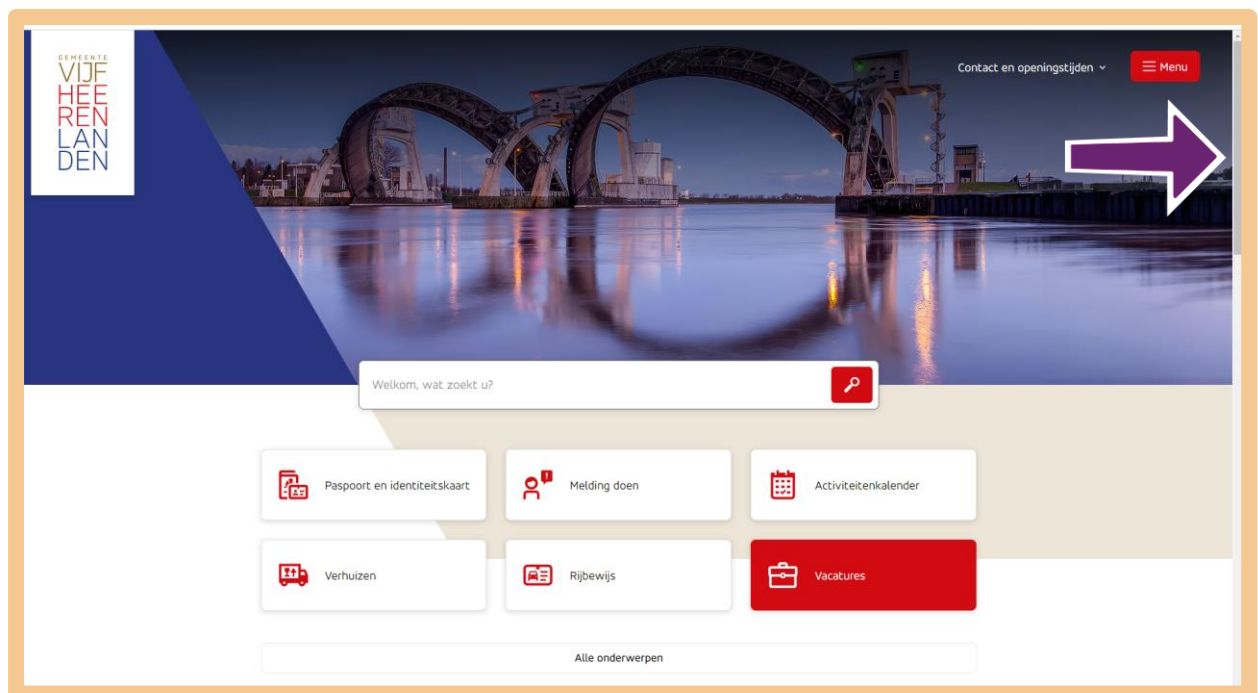 GEMEENTE
VIJF
HEE
REN
LAN
DEN
Contact en openingstijden
Menu
Welkom, wat zoekt u?
Paspoort en identiteitskaart
Melding doen
Activiteitenkalender
Verhuizen
Rijbewijs
Vacatures
Alle onderwerpen